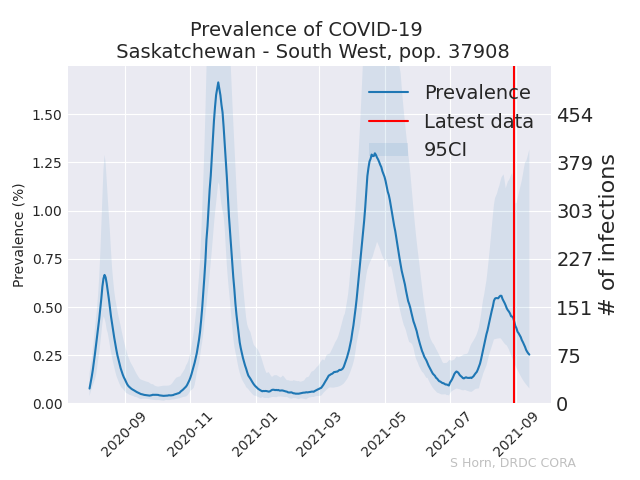 Prevalence of COVID-19
Saskatchewan - South West, pop. 37908
Prevalence
Latest data
95CI
Prevalence (%)
1.50
1.25
1.00
0.75
0.50
0.25
0.00
454
379
303
227
151
75
0
# of infections
2020-09
2020-11
2021-01
2021-03
2021-05
2021-07
2021-09
S Horn, DRDC CORA